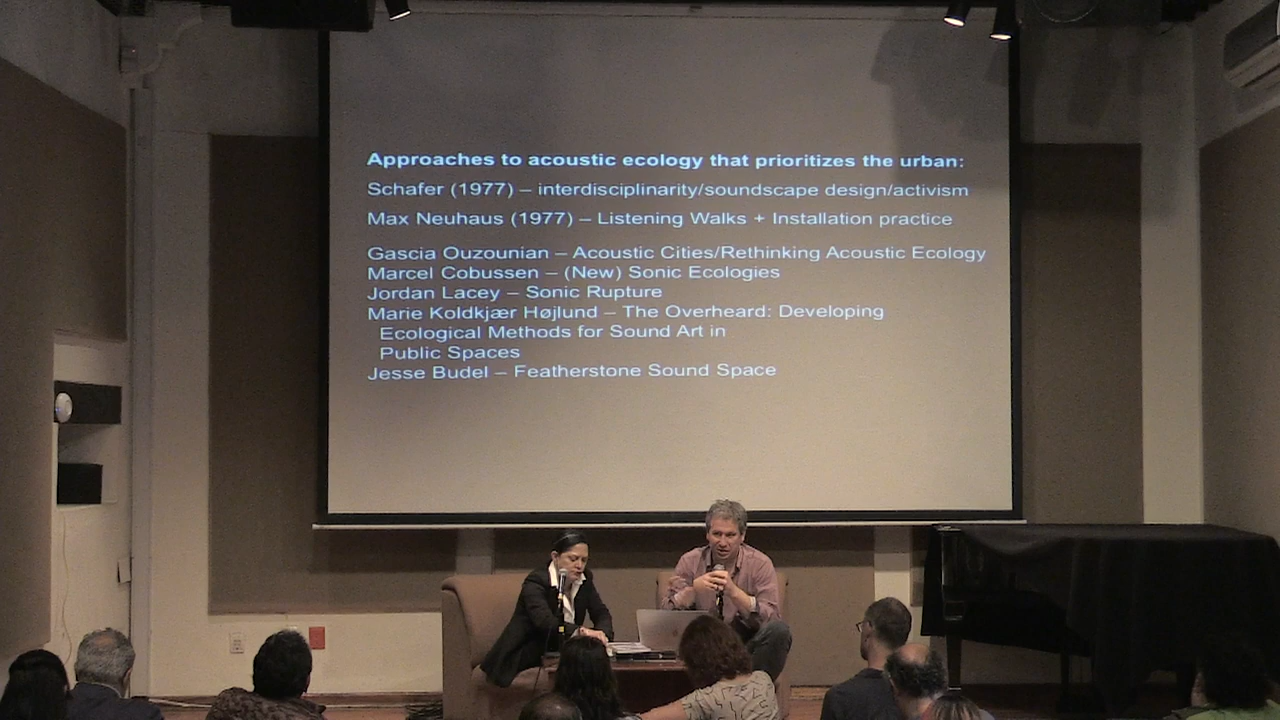 Approaches to acoustic ecology that prioritizes the urban:
Schafer (1977) – interdisciplinarity/soundscape design/activism
Max Neuhaus (1977) – Listening Walks + Installation practice
Gascia Ouzounian – Acoustic Cities/Rethinking Acoustic Ecology
Marcel Cobussen – (New) Sonic Ecologies
Jordan Lacey – Sonic Rupture
Marie Koldkjær Højlund – The Overheard: Developing
Ecological Methods for Sound Art in
Public Spaces
Jesse Budel – Featherstone Sound Space